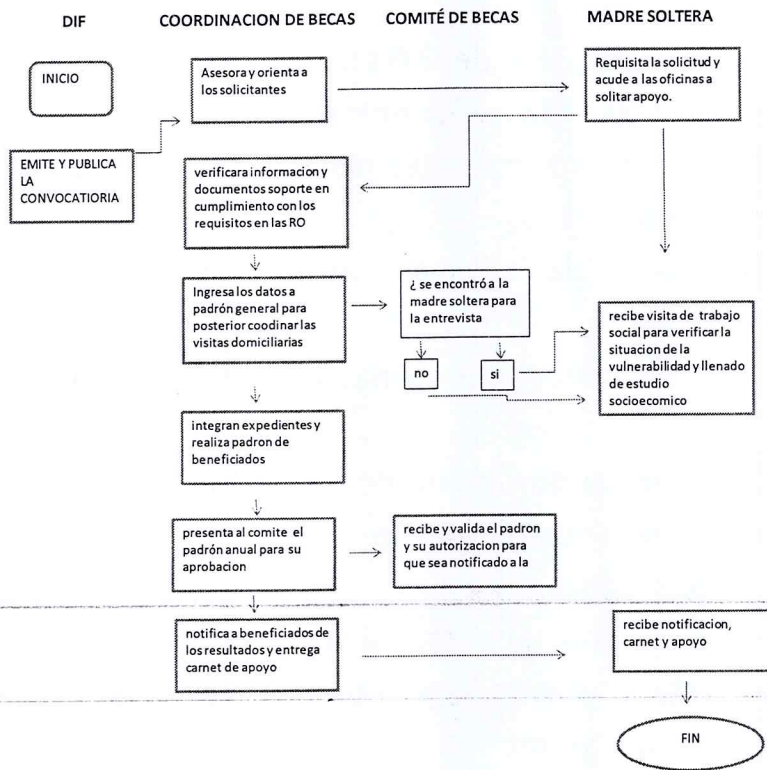 DIF
COORDINACION DE BECAS
COMITÉ DE BECAS
MADRE SOLTERA
INICIO
Asesora y orienta a
los solicitantes
Requisita la solicitud y
acude a las oficinas a
solitar apoyo.
EMITE Y PUBLICA
LA
CONVOCATIORIA
verificara informacion y
documentos soporte en
cumplimiento con los
requisitos en las RO
Ingresa los datos a
padrón general para
posterior coodinar las
visitas domiciliarias
¿ se encontró a la
madre soltera para
la entrevista
no
si
recibe visita de trabajo
social para verificar la
situacion de la
vulnerabilidad y llenado
de estudio
socioecomico
integran expedientes y
realiza padron de
beneficiados
presenta al comite el
padrón anual para su
aprobacion
recibe y valida el padron
y su autorizacion para
que sea notificado a la
notifica a beneficiados de
los resultados y entrega
carnet de apoyo
recibe notificacion,
carnet y apoyo
FIN